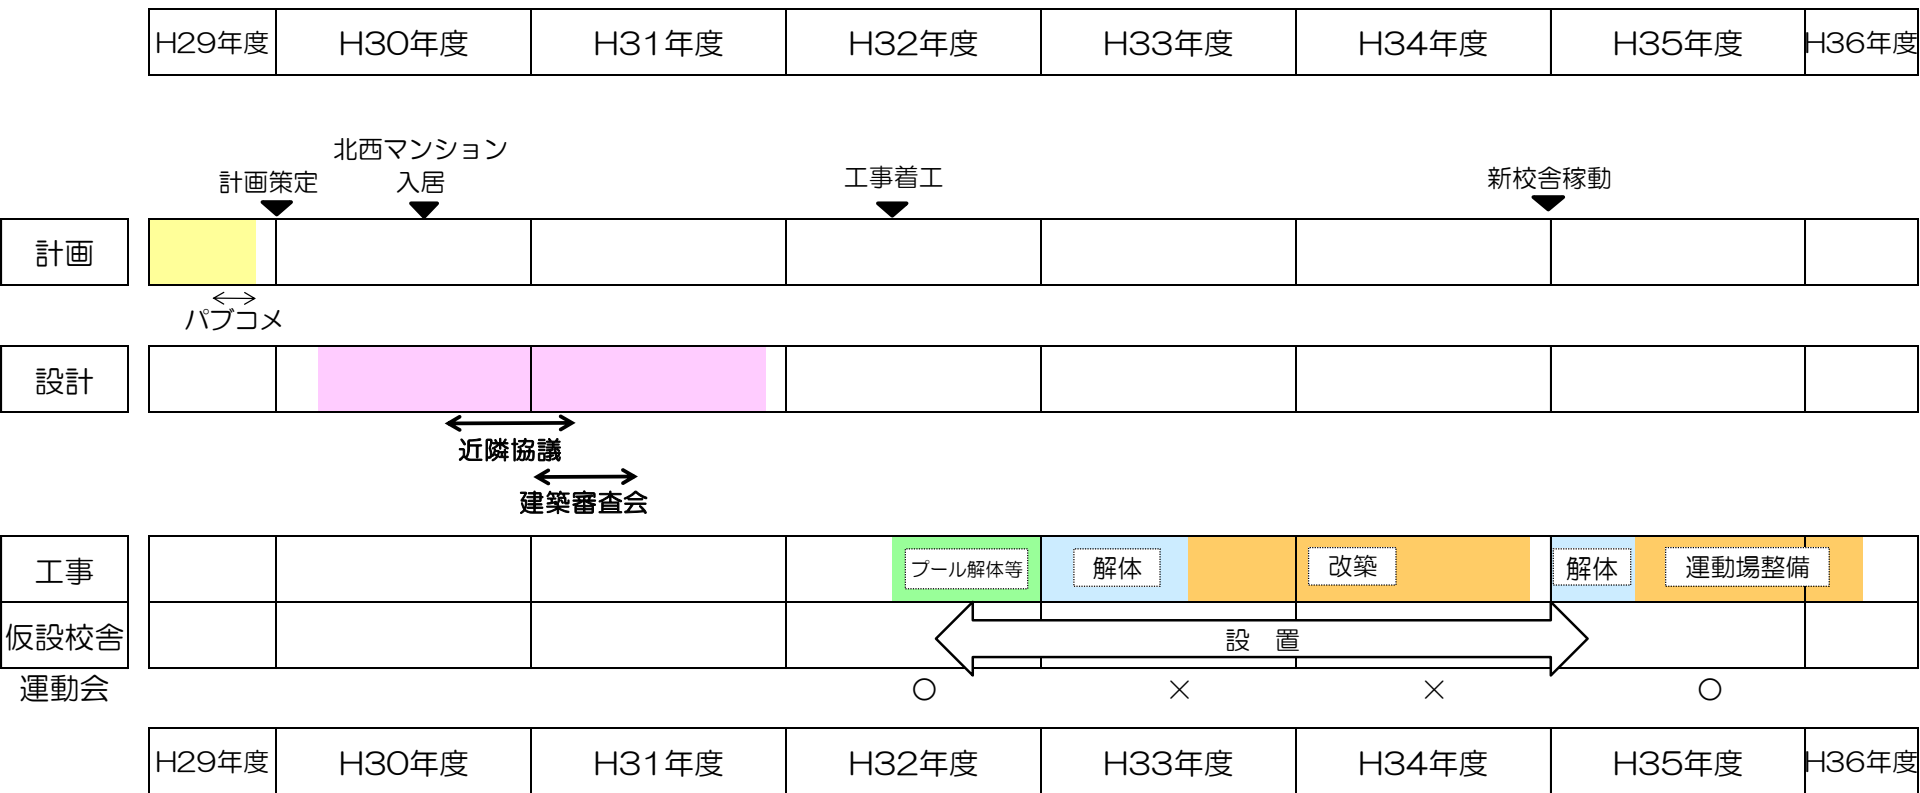 H29年度 H30年度 H31年度 H32年度 H33年度 H34年度 H35年度 H36年度
北西マンション
計画策定 入居 工事着工 新校舎稼動
計画
パブコメ
設計
近隣協議
建築審査会
工事 プール解体等 解体 改築 解体 運動場整備
仮設校舎 設 置
運動会 ○ × × ○
H29年度 H30年度 H31年度 H32年度 H33年度 H34年度 H35年度 H36年度